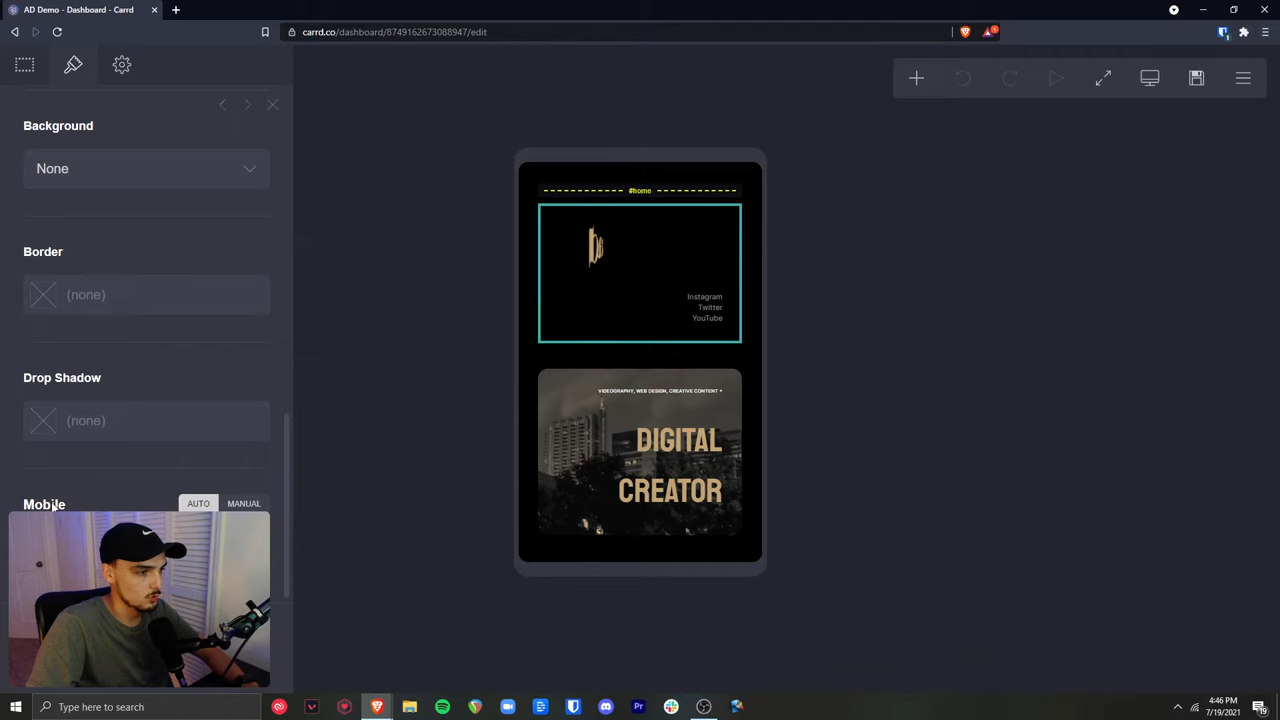 AD Demo - Dashboard - Carrd
carrd.co/dashboard/8749162673088947/edit
Background
None
Border
(none)
Drop Shadow
(none)
Mobile
AUTO
MANUAL
#home
Instagram
Twitter
YouTube
VIDEOGRAPHY, WEB DESIGN, CREATIVE CONTENT +
DIGITAL
CREATOR
Type here to search
Pr
4:46 PM
7/19/2021